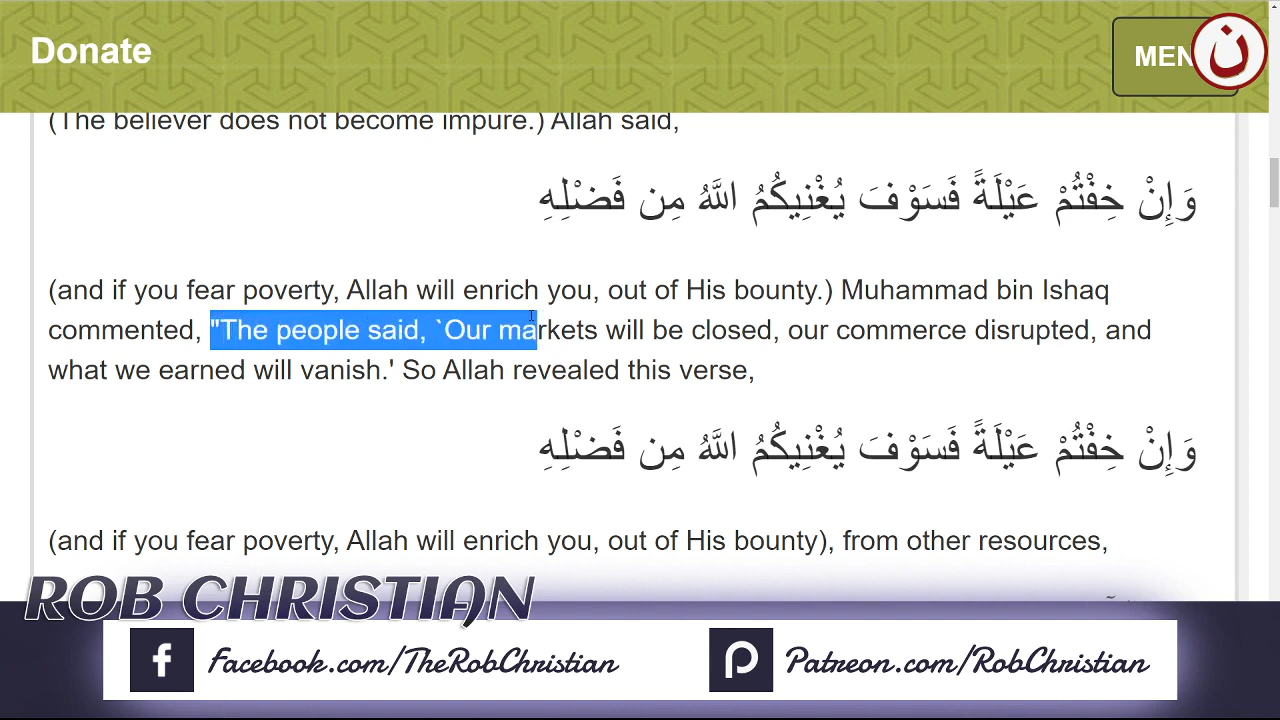 Donate
MEN
ن
(The believer does not become impure.) Allah said,
وَإِنْ خِفْتُمْ عَيْلَةً فَسَوْفَ يُغْنِيكُمُ اللَّهُ مِن فَضْلِهِ
(and if you fear poverty, Allah will enrich you, out of His bounty.) Muhammad bin Ishaq
commented, "The people said, `Our markets will be closed, our commerce disrupted, and
what we earned will vanish.' So Allah revealed this verse,
وَإِنْ خِفْتُمْ عَيْلَةً فَسَوْفَ يُغْنِيكُمُ اللَّهُ مِن فَضْلِهِ
(and if you fear poverty, Allah will enrich you, out of His bounty), from other resources,
ROB CHRISTIAN
Facebook.com/TheRobChristian
Patreon.com/RobChristian